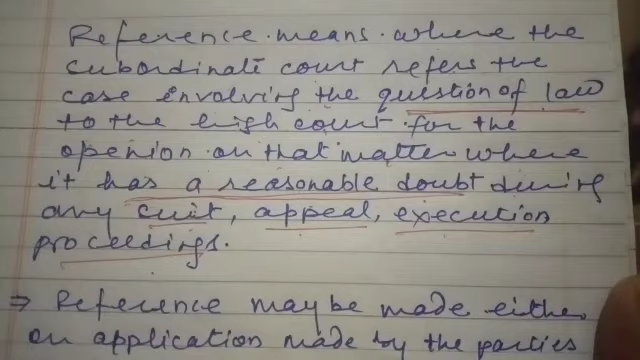 Reference means where the
subordinate court refers the
case envolving the question of law
to the high court for the
openion on that matter where
it has a reasonable doubt during
any suit, appeal, execution
proceedings.
⇒ Reference may be made either
on application made by the parties